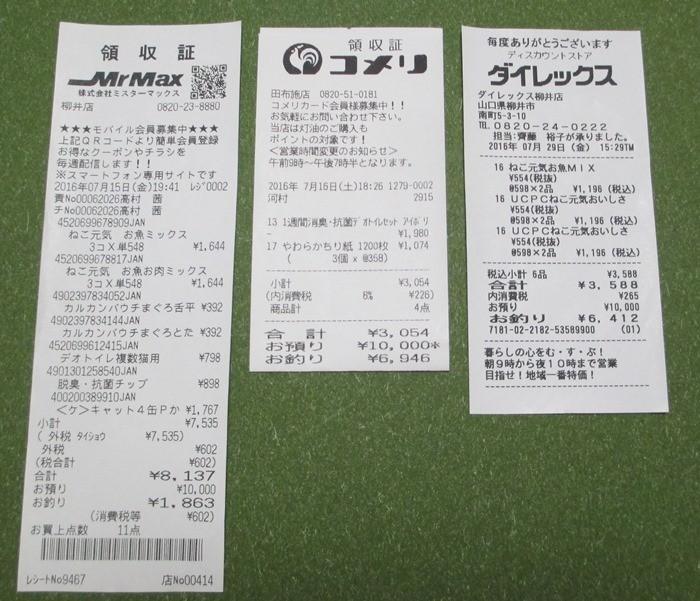 領収証
MrMax
株式会社ミスターマックス
柳井店 0820-23-8880
★★★モバイル会員募集中★★★
上記QRコードより簡単会員登録
お得なクーポンやチラシを
毎週配信します!!
※スマートフォン専用サイトです
2016年07月15日(金)19:41 レジ0002
責No00062026髙村 茜
チNo00062026髙村 茜
4520699678909JAN
ねこ元気 お魚ミックス
3コX単548 ¥1,644
4520699678817JAN
ねこ元気 お魚お肉ミックス
3コX単548 ¥1,644
4902397834052JAN
カルカンパウチまぐろ舌平 ¥392
4902397834144JAN
カルカンパウチまぐろとた ¥392
4520699612415JAN
デオトイレ複数猫用 ¥798
4901301258540JAN
脱臭・抗菌チップ ¥898
400200389910JAN
<ケ>キャット4缶Pか ¥1,767
小計 ¥7,535
(外税 タイショウ ¥7,535)
外税 ¥602
(税合計 ¥602)
合計 ¥8,137
お預り ¥10,000
お釣り ¥1,863
(消費税等 ¥602)
お買上点数 11点
レシートNo9467 店No00414
領収証
コメリ
田布施店 0820-51-0181
コメリカード会員様募集中!!
お気軽にお問い合わせ下さい。
当店は灯油のご購入も
ポイントの対象です!
<営業時間変更のお知らせ>
午前9時~午後7時半となります。
2016年 7月16日(土)18:26 1279-0002
河村 2915
13 1週間消臭・抗菌デオトイレセット アイボリ-
¥1,980
17 やわらかちり紙 1200枚 ¥1,074
( 3個 x @358)
小計 ¥3,054
(内消費税 8% ¥226)
商品計 4点
合計 ¥3,054
お預り ¥10,000*
お釣り ¥6,946
毎度ありがとうございます
ディスカウントストア
ダイレックス
ダイレックス柳井店
山口県柳井市
南町5-3-10
TEL.0820-24-0222
担当:齊藤 裕子が承りました。
2016年 07月 29日(金) 15:29TM
16 ねこ元気お魚MIX
¥554(税抜)
@598×2品 ¥1,196(税込)
16 UCPCねこ元気おいしさ
¥554(税抜)
@598×2品 ¥1,196(税込)
16 UCPCねこ元気おいしさ
¥554(税抜)
@598×2品 ¥1,196(税込)
税込小計 6品 ¥3,588
合計 ¥3,588
内消費税 ¥265
お預り ¥10,000
お釣り ¥6,412
7181-02-2182-53589900 (01)
暮らしの心をむ・す・ぶ!
朝9時から夜10時まで営業
目指せ!地域一番特価!